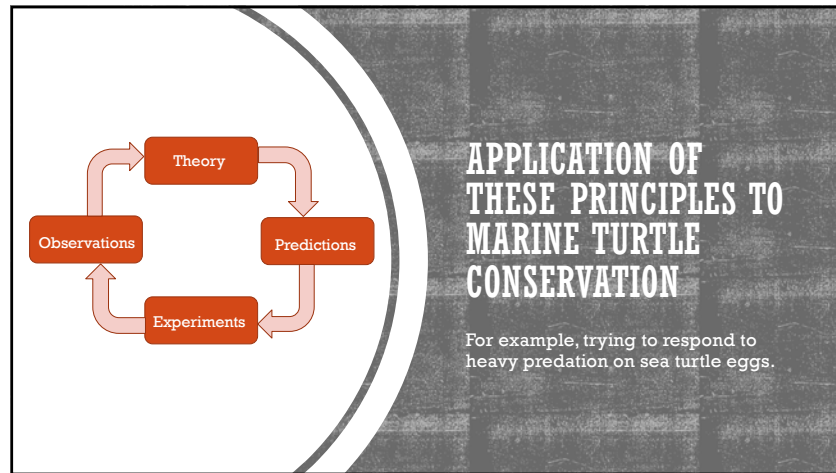 Theory
Observations
Predictions
Experiments
APPLICATION OF
THESE PRINCIPLES TO
MARINE TURTLE
CONSERVATION
For example, trying to respond to
heavy predation on sea turtle eggs.